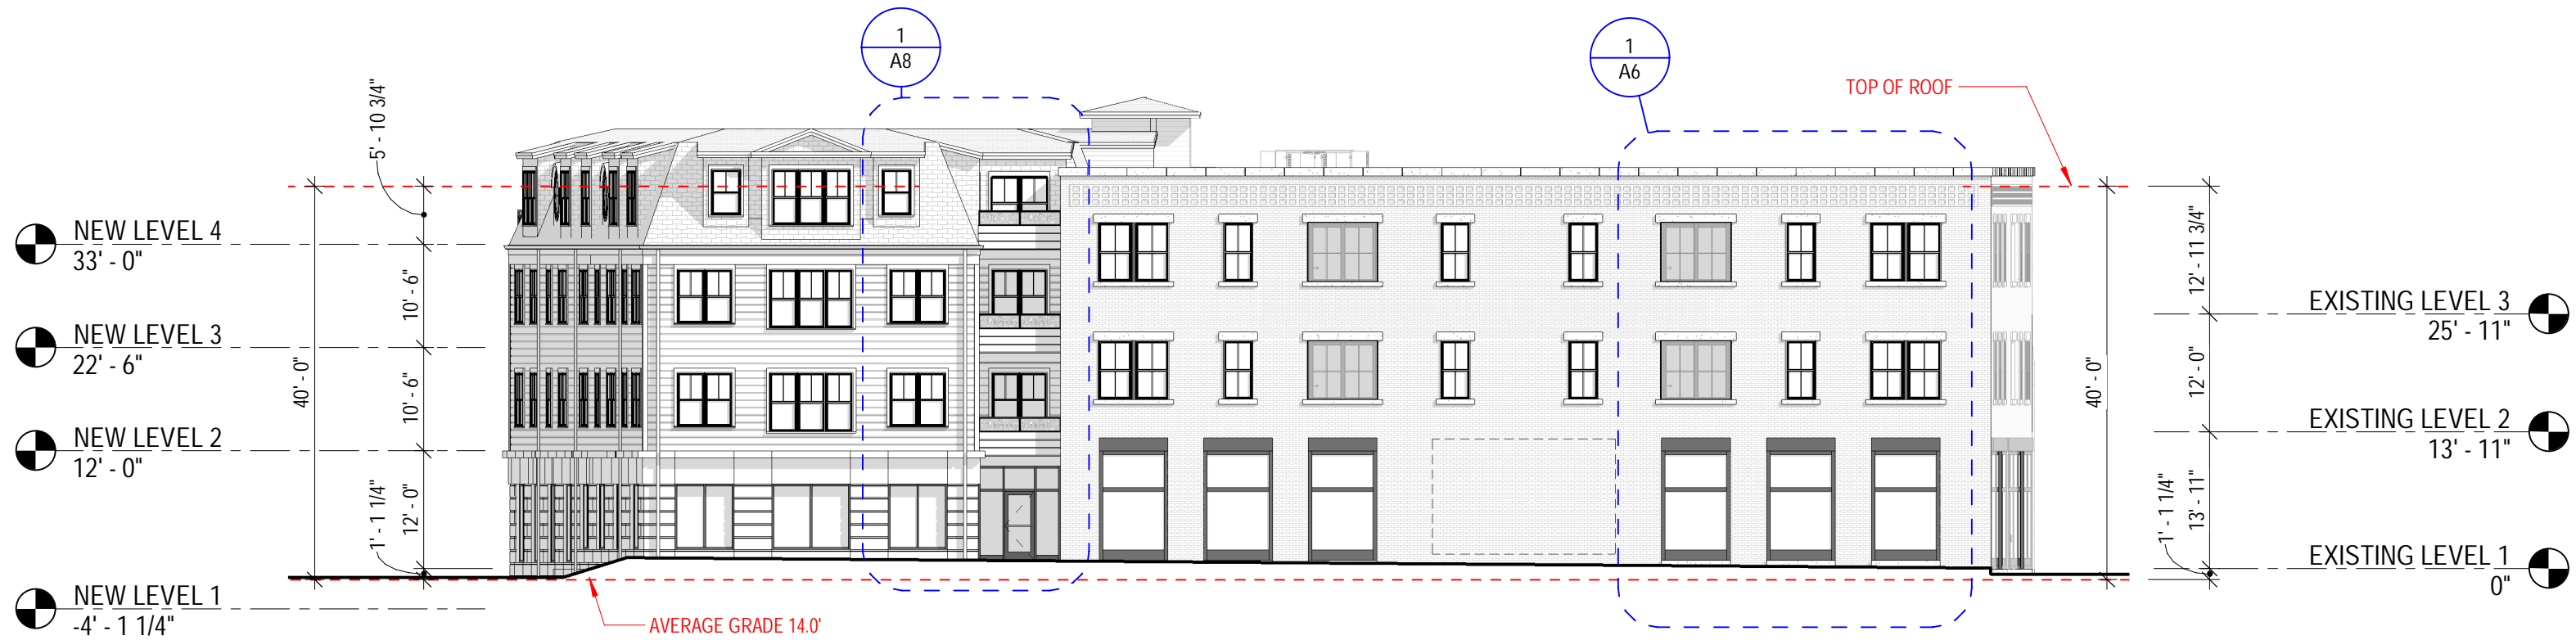 1
A8
1
A6
TOP OF ROOF
5' - 10 3/4"
NEW LEVEL 4
33' - 0"
10' - 6"
NEW LEVEL 3
22' - 6"
10' - 6"
40' - 0"
NEW LEVEL 2
12' - 0"
12' - 0"
1' - 1 1/4"
NEW LEVEL 1
-4' - 1 1/4"
AVERAGE GRADE 14.0'
12' - 11 3/4"
EXISTING LEVEL 3
25' - 11"
12' - 0"
40' - 0"
EXISTING LEVEL 2
13' - 11"
13' - 11"
1' - 1 1/4"
EXISTING LEVEL 1
0"